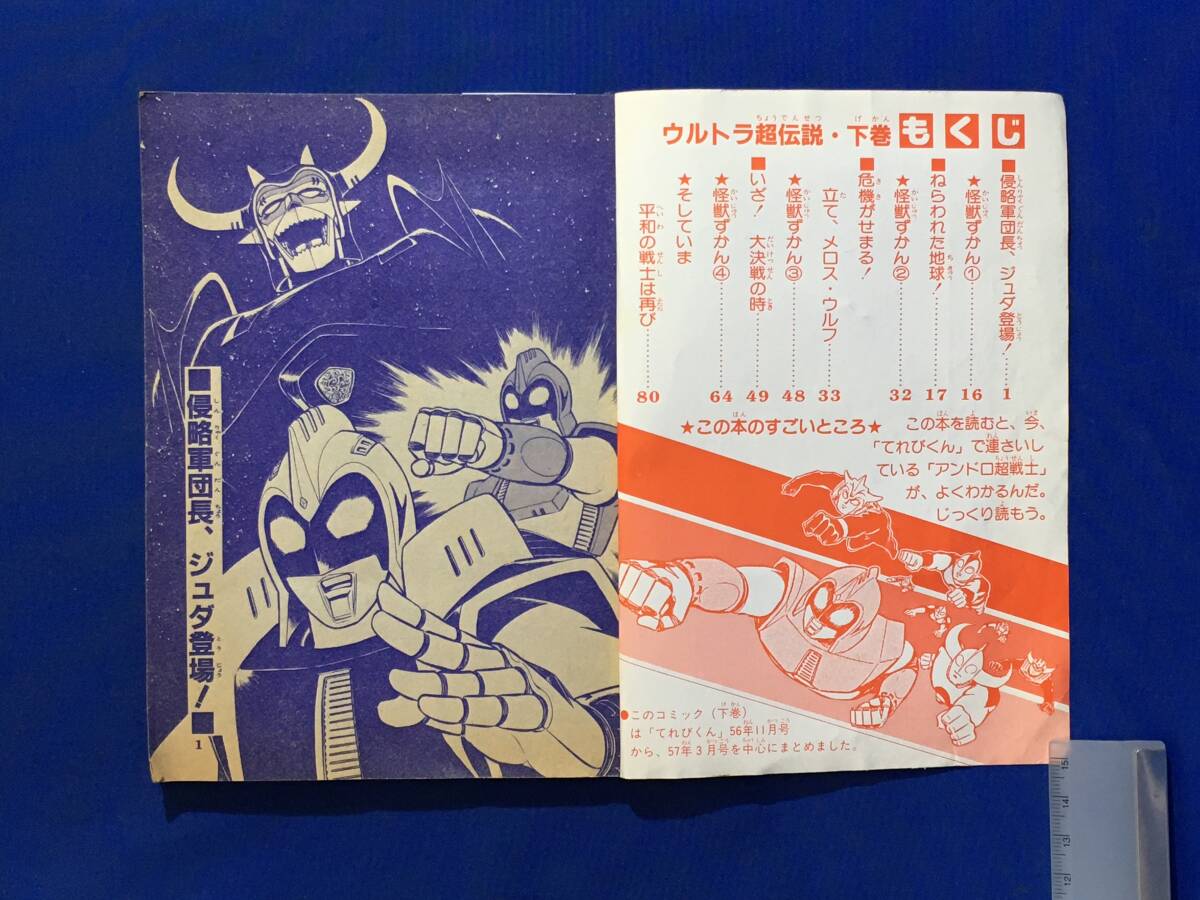 ウルトラ超伝説・下巻 もくじ
■侵略軍団長、ジュダ登場！ 1
★怪獣ずかん① 16
■ねらわれた地球！ 17
★怪獣ずかん② 32
■危機がせまる！
立て、メロス・ウルフ 33
★怪獣ずかん③ 48
■いざ！ 大決戦の時 49
★怪獣ずかん④ 64
★そしていま
平和の戦士は再び 80
★この本のすごいところ★
この本を読むと、今、
「てれびくん」で連さいし
ている「アンドロ超戦士」
が、よくわかるんだ。
じっくり読もう。
●このコミック（下巻）
は「てれびくん」56年11月号
から、57年3月号を中心にまとめました。
■侵略軍団長、ジュダ登場！■
1
15
14
13
12